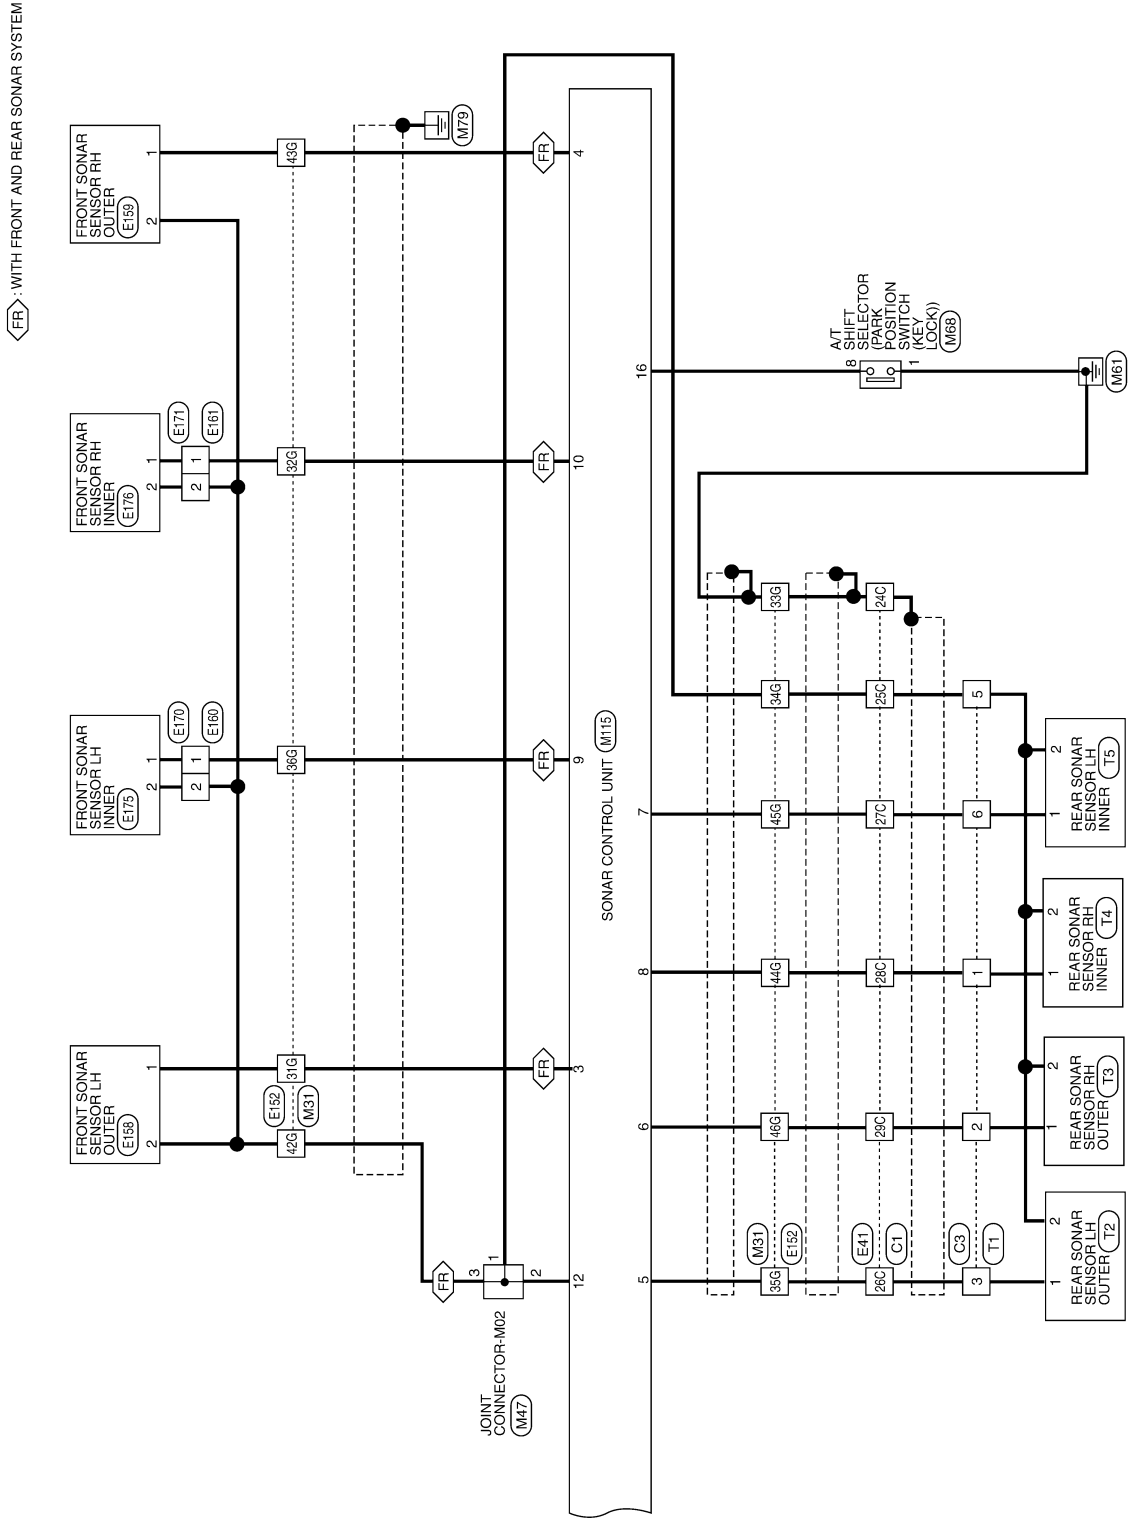 FR : WITH FRONT AND REAR SONAR SYSTEM
FRONT SONAR
SENSOR LH
OUTER
E158
2
1
FRONT SONAR
SENSOR LH
INNER
E175
2
1
2
1
E170
E160
FRONT SONAR
SENSOR RH
INNER
E176
2
1
2
1
E171
E161
FRONT SONAR
SENSOR RH
OUTER
E159
2
1
42G
31G
E152
M31
36G
32G
43G
M79
JOINT
CONNECTOR-M02
M47
FR
3
1
2
FR
FR
FR
FR
12
3
9
10
4
SONAR CONTROL UNIT
M115
5
6
8
7
16
35G
M31
E152
46G
44G
45G
34G
33G
26C
E41
C1
29C
28C
27C
25C
24C
3
C3
T1
2
1
6
5
A/T
SHIFT
SELECTOR
(PARK
POSITION
SWITCH
(KEY
LOCK))
M68
8
1
M61
1
2
REAR SONAR
SENSOR LH
OUTER
T2
1
2
REAR SONAR
SENSOR RH
OUTER
T3
1
2
REAR SONAR
SENSOR RH
INNER
T4
1
2
REAR SONAR
SENSOR LH
INNER
T5